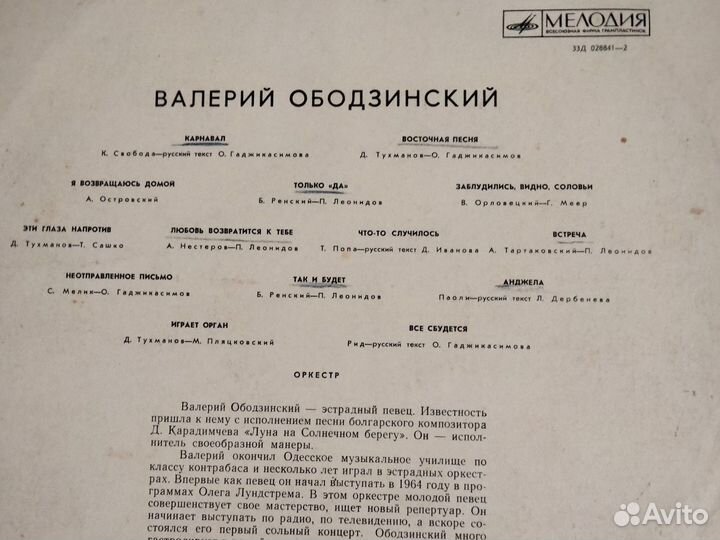 МЕЛОДИЯ
ВСЕСОЮЗНАЯ ФИРМА ГРАМПЛАСТИНОК
33Д 028641—2
ВАЛЕРИЙ ОБОДЗИНСКИЙ
КАРНАВАЛ
К. Свобода—русский текст О. Гаджикасимова
ВОСТОЧНАЯ ПЕСНЯ
Д. Тухманов—О. Гаджикасимов
Я ВОЗВРАЩАЮСЬ ДОМОЙ
А. Островский
ТОЛЬКО «ДА»
Б. Ренский—П. Леонидов
ЗАБЛУДИЛИСЬ, ВИДНО, СОЛОВЬИ
В. Орловецкий—Г. Меер
ЭТИ ГЛАЗА НАПРОТИВ
Д. Тухманов—Т. Сашко
ЛЮБОВЬ ВОЗВРАТИТСЯ К ТЕБЕ
А. Нестеров—П. Леонидов
ЧТО-ТО СЛУЧИЛОСЬ
Т. Попа—русский текст Д. Иванова
ВСТРЕЧА
А. Тартаковский—П. Леонидов
НЕОТПРАВЛЕННОЕ ПИСЬМО
С. Мелик—О. Гаджикасимов
ТАК И БУДЕТ
Б. Ренский—П. Леонидов
АНДЖЕЛА
Паоли—русский текст Л. Дербенева
ИГРАЕТ ОРГАН
Д. Тухманов—М. Пляцковский
ВСЕ СБУДЕТСЯ
Рид—русский текст О. Гаджикасимова
ОРКЕСТР
Валерий Ободзинский — эстрадный певец. Известность
пришла к нему с исполнением песни болгарского композитора
Д. Карадимчева «Луна на Солнечном берегу». Он — испол-
нитель своеобразной манеры.
Валерий окончил Одесское музыкальное училище по
классу контрабаса и несколько лет играл в эстрадных оркест-
рах. Впервые как певец он начал выступать в 1964 году в про-
граммах Олега Лундстрема. В этом оркестре молодой певец
совершенствует свое мастерство, ищет новый репертуар. Он
начинает выступать по радио, по телевидению, а вскоре со-
стоялся его первый сольный концерт. Ободзинский много
Avito